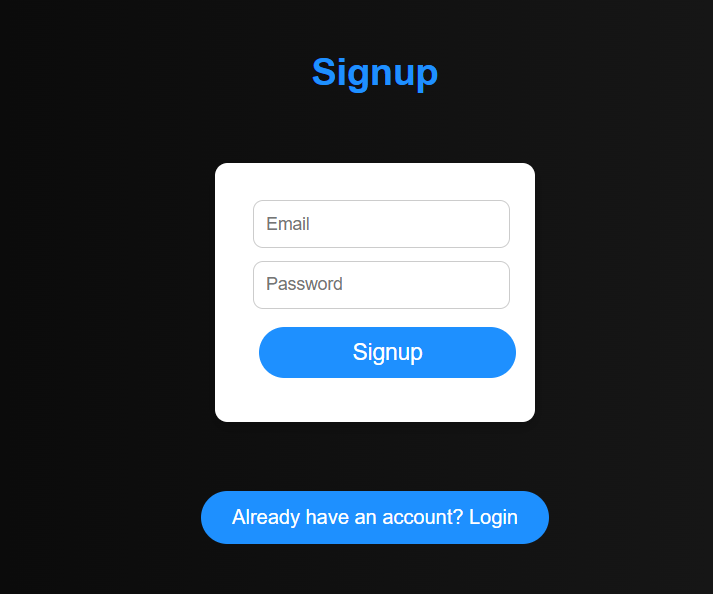 Signup
Email
Password
Signup
Already have an account? Login